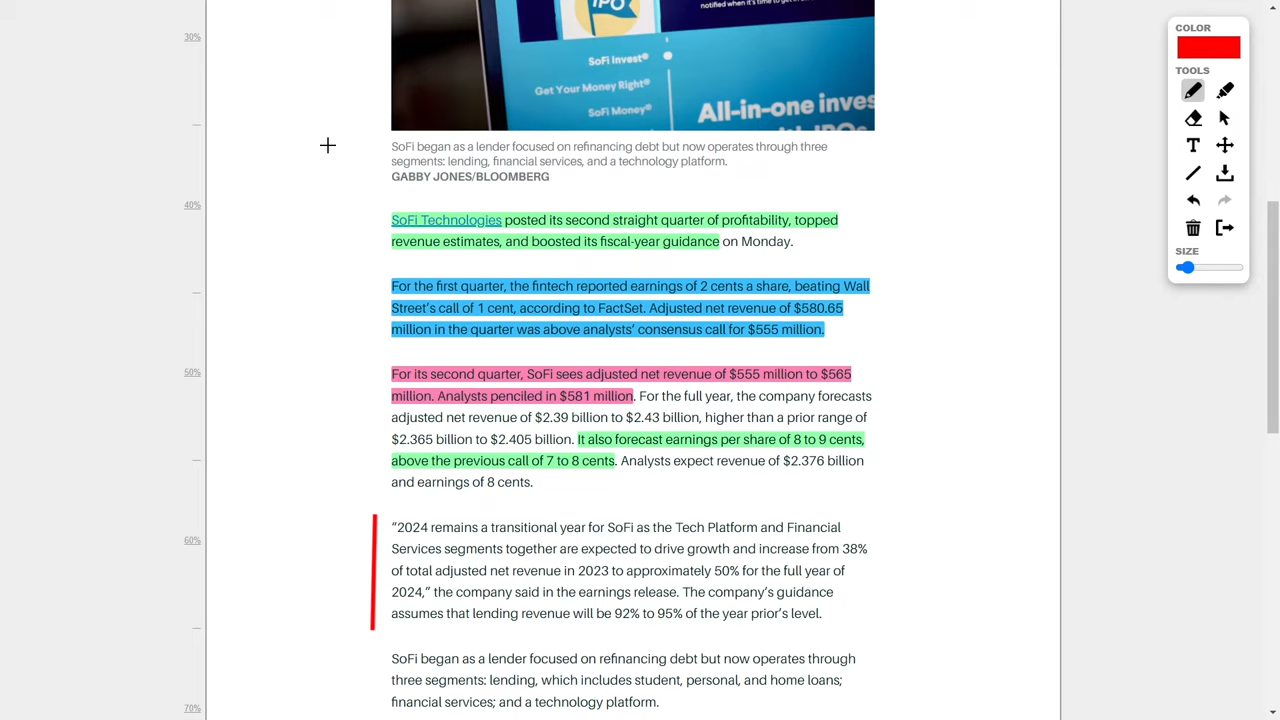 IPO
notified when it's time to
SoFi Invest®
Get Your Money Right®
SoFi Money®
All-in-one inves
with IPOs
30%
SoFi began as a lender focused on refinancing debt but now operates through three
segments: lending, financial services, and a technology platform.
GABBY JONES/BLOOMBERG
40%
SoFi Technologies posted its second straight quarter of profitability, topped
revenue estimates, and boosted its fiscal-year guidance on Monday.
For the first quarter, the fintech reported earnings of 2 cents a share, beating Wall
Street's call of 1 cent, according to FactSet. Adjusted net revenue of $580.65
million in the quarter was above analysts' consensus call for $555 million.
50%
For its second quarter, SoFi sees adjusted net revenue of $555 million to $565
million. Analysts penciled in $581 million. For the full year, the company forecasts
adjusted net revenue of $2.39 billion to $2.43 billion, higher than a prior range of
$2.365 billion to $2.405 billion. It also forecast earnings per share of 8 to 9 cents,
above the previous call of 7 to 8 cents. Analysts expect revenue of $2.376 billion
and earnings of 8 cents.
60%
“2024 remains a transitional year for SoFi as the Tech Platform and Financial
Services segments together are expected to drive growth and increase from 38%
of total adjusted net revenue in 2023 to approximately 50% for the full year of
2024,” the company said in the earnings release. The company's guidance
assumes that lending revenue will be 92% to 95% of the year prior's level.
SoFi began as a lender focused on refinancing debt but now operates through
three segments: lending, which includes student, personal, and home loans;
financial services; and a technology platform.
70%
COLOR
TOOLS
T
SIZE